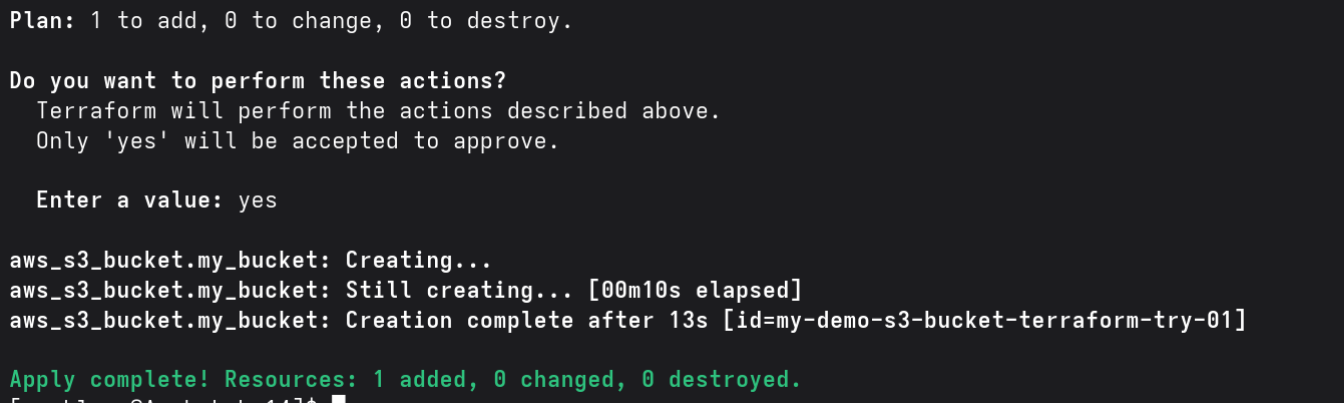 Plan: 1 to add, 0 to change, 0 to destroy.
Do you want to perform these actions?
Terraform will perform the actions described above.
Only 'yes' will be accepted to approve.
Enter a value: yes
aws_s3_bucket.my_bucket: Creating...
aws_s3_bucket.my_bucket: Still creating... [00m10s elapsed]
aws_s3_bucket.my_bucket: Creation complete after 13s [id=my-demo-s3-bucket-terraform-try-01]
Apply complete! Resources: 1 added, 0 changed, 0 destroyed.